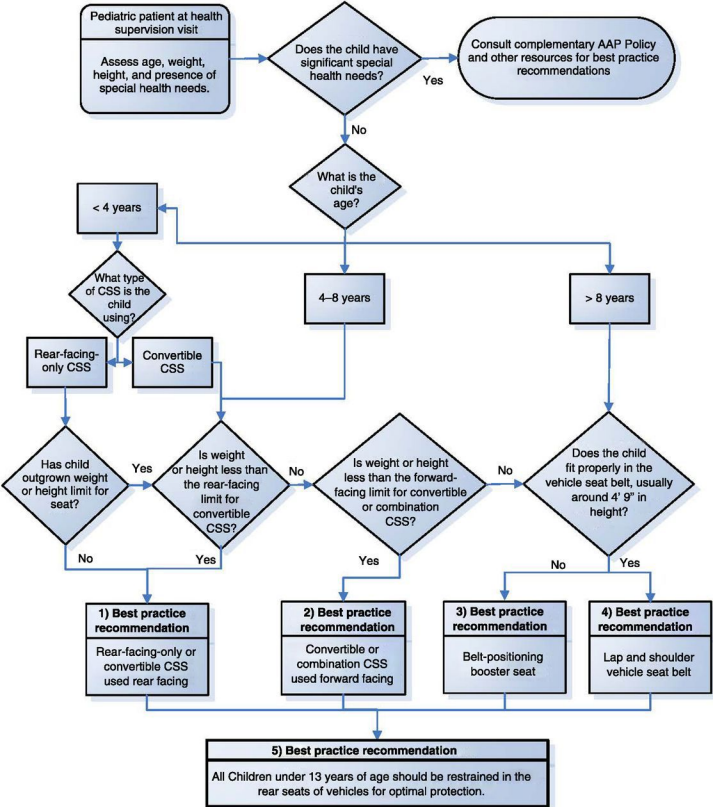 Pediatric patient at health
supervision visit
Assess age, weight,
height, and presence of
special health needs.
Does the child have
significant special
health needs?
Yes
Consult complementary AAP Policy
and other resources for best practice
recommendations
No
What is the
child's
age?
< 4 years
4–8 years
> 8 years
What type
of CSS is the
child
using?
Rear-facing-
only CSS
Convertible
CSS
Has child
outgrown weight
or height limit for
seat?
Yes
Is weight
or height less than
the rear-facing
limit for
convertible
CSS?
No
Is weight or height
less than the forward-
facing limit for convertible
or combination
CSS?
No
Does the child
fit properly in the
vehicle seat belt, usually
around 4' 9" in
height?
No
Yes
Yes
No
Yes
1) Best practice
recommendation
Rear-facing-only or
convertible CSS
used rear facing
2) Best practice
recommendation
Convertible or
combination CSS
used forward facing
3) Best practice
recommendation
Belt-positioning
booster seat
4) Best practice
recommendation
Lap and shoulder
vehicle seat belt
5) Best practice recommendation
All Children under 13 years of age should be restrained in the
rear seats of vehicles for optimal protection.